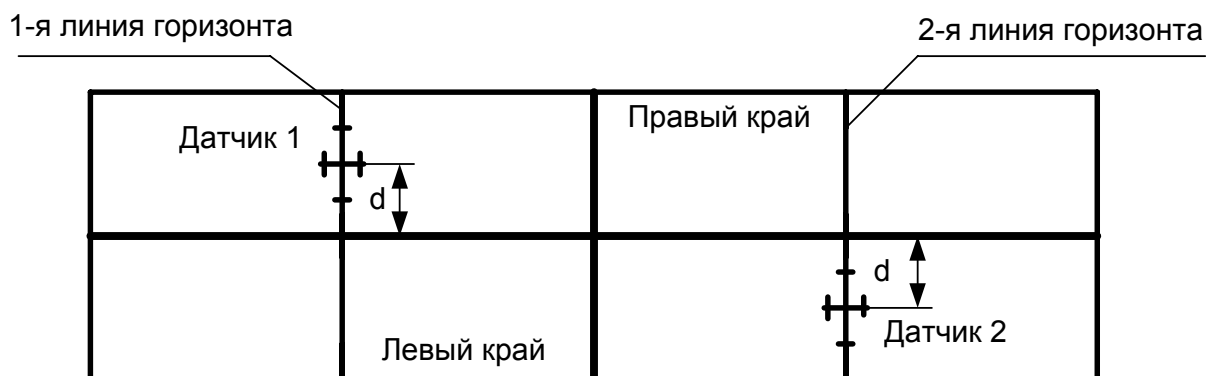 1-я линия горизонта
2-я линия горизонта
Правый край
Датчик 1
d
d
Датчик 2
Левый край